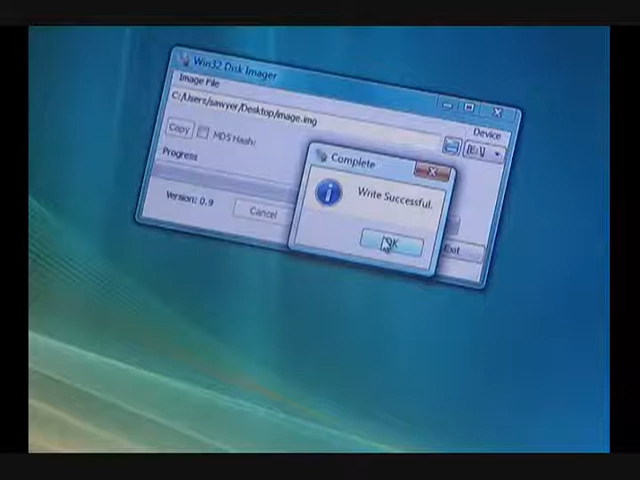 Win32 Disk Imager
Image File
Device
C:/Users/sawyer/Desktop/image.img
[E:\]
Copy
MD5 Hash:
Progress
Version: 0.9
Cancel
Exit
Complete
Write Successful.
OK